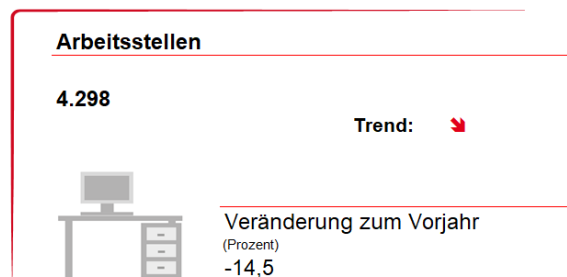 Arbeitsstellen
4.298
Trend:
Veränderung zum Vorjahr
(Prozent)
-14,5